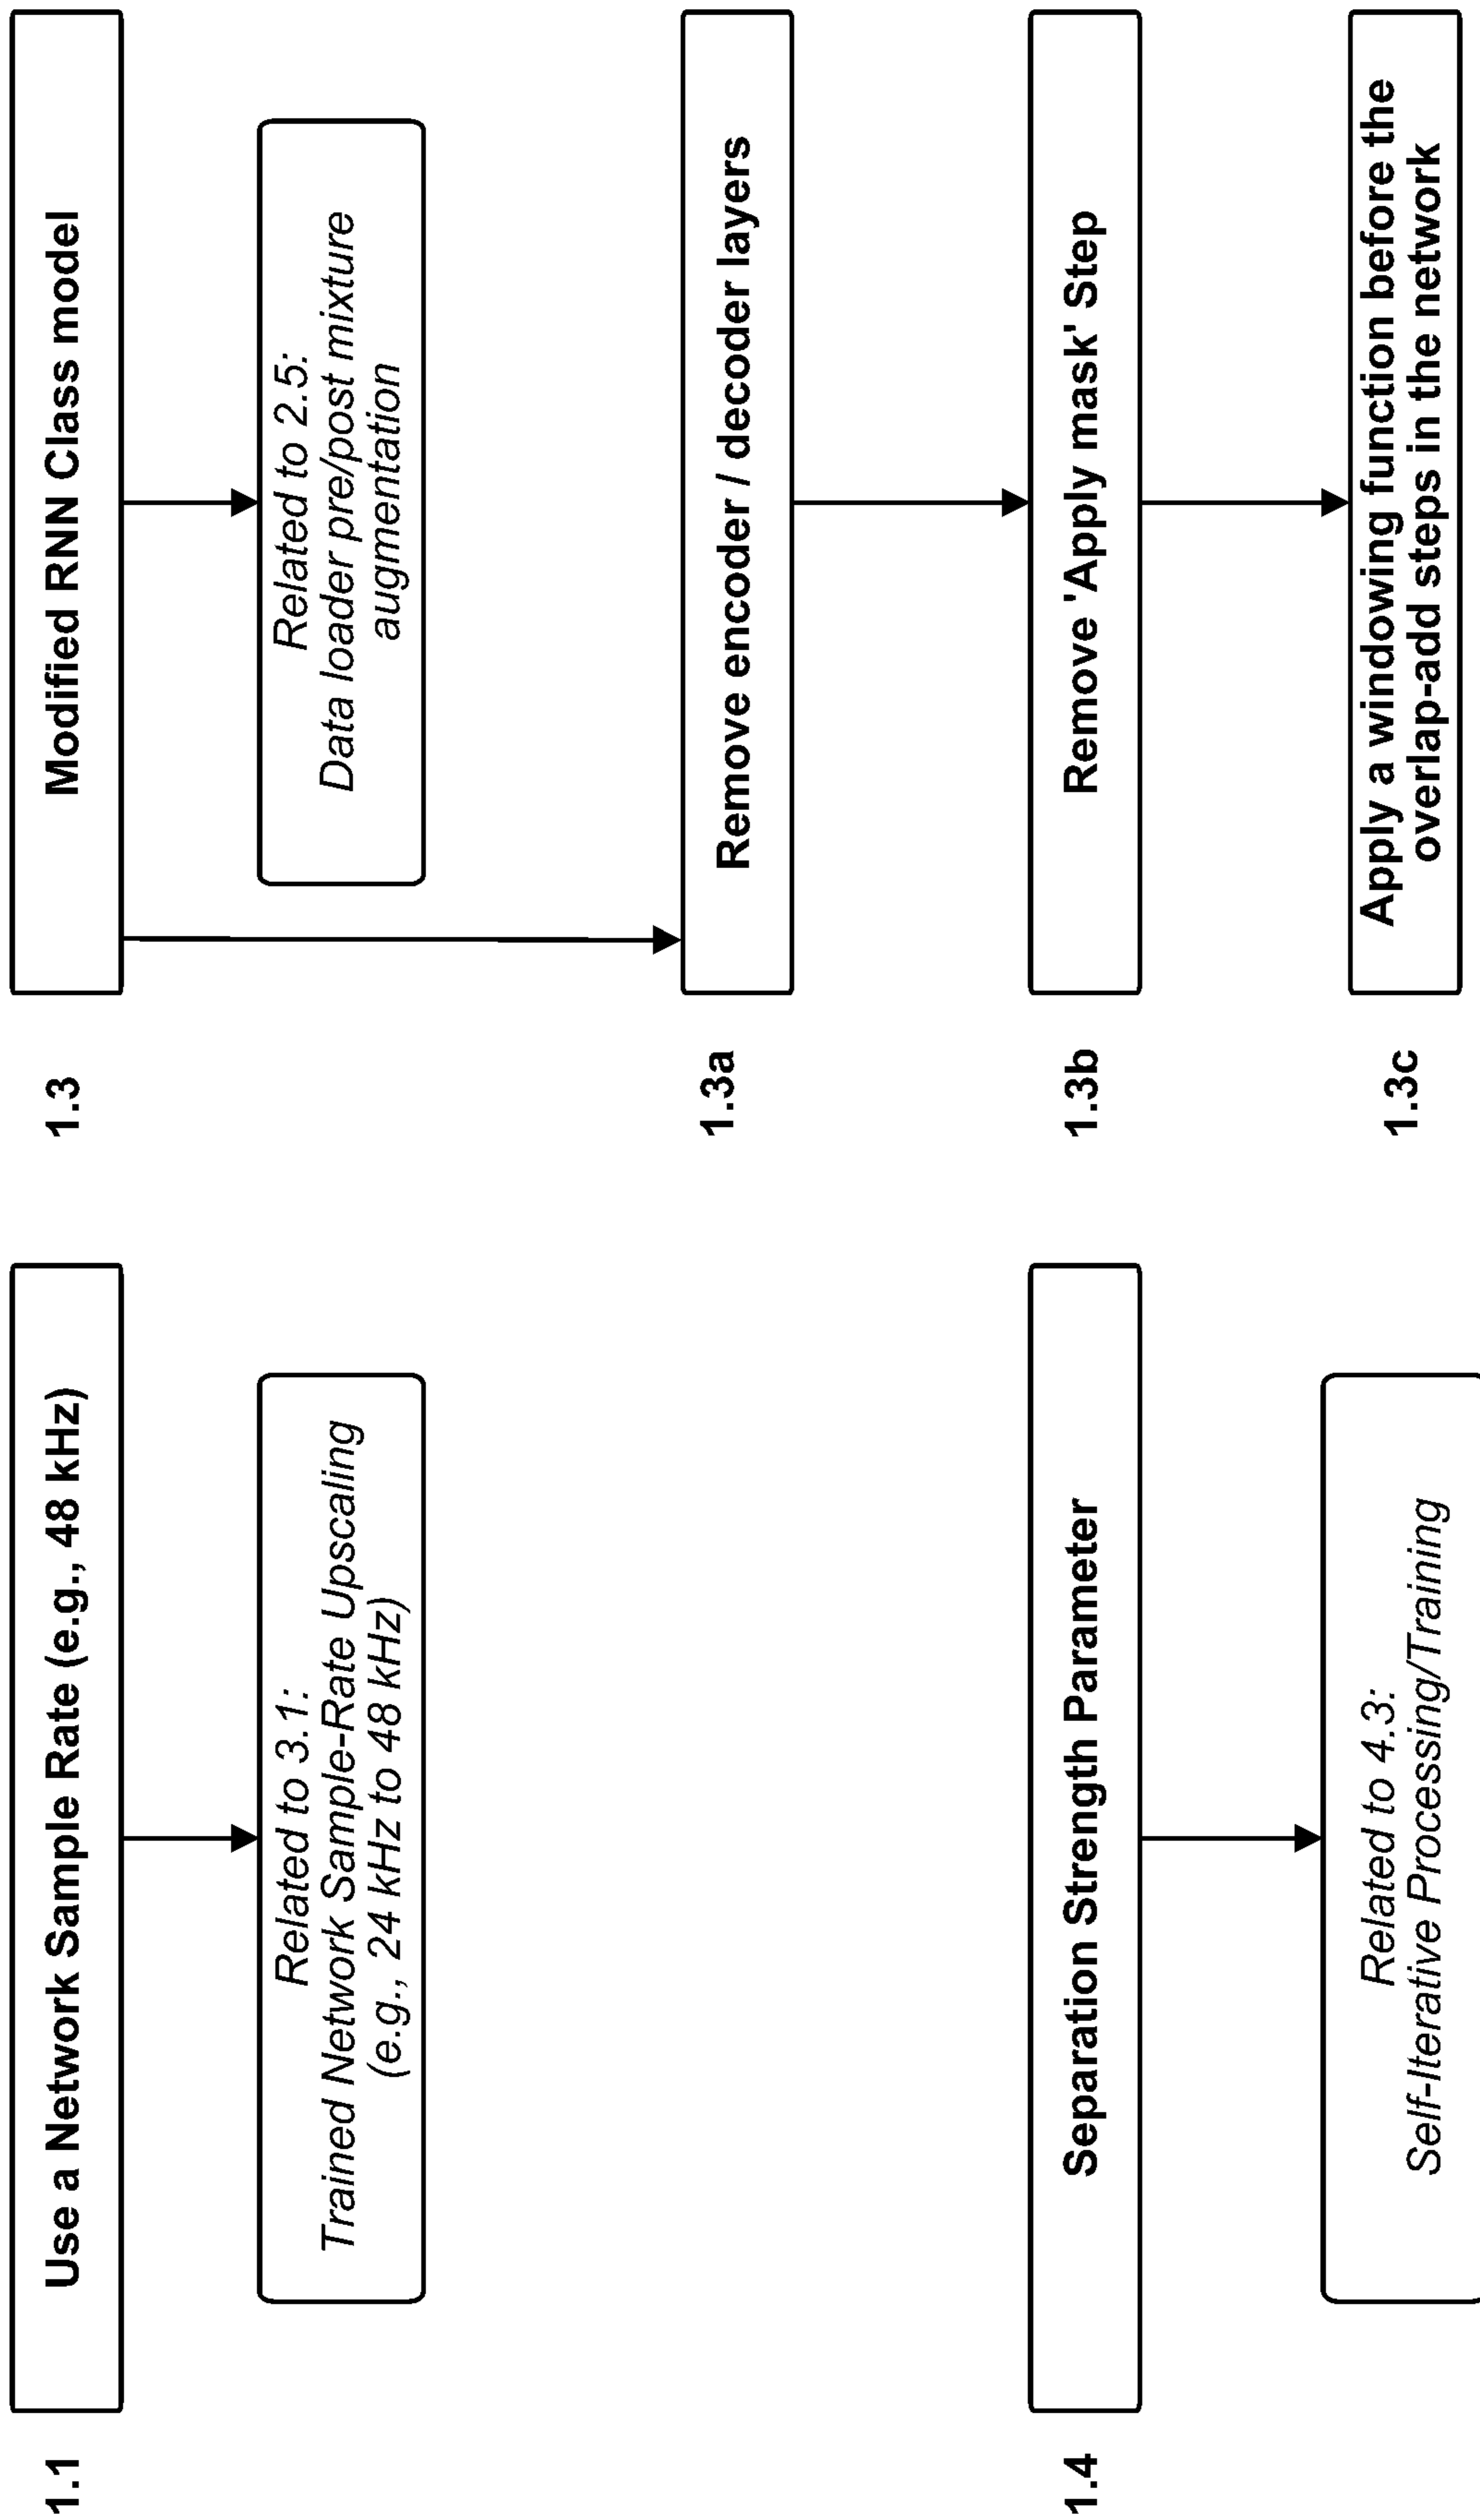 1.1
Use a Network Sample Rate (e.g., 48 kHz)
Related to 3.1:
Trained Network Sample-Rate Upscaling
(e.g., 24 kHz to 48 kHz)
1.4
Separation Strength Parameter
Related to 4.3:
Self-Iterative Processing/Training
1.3
Modified RNN Class model
Related to 2.5:
Data loader pre/post mixture
augmentation
1.3a
Remove encoder / decoder layers
1.3b
Remove 'Apply mask' Step
1.3c
Apply a windowing function before the
overlap-add steps in the network